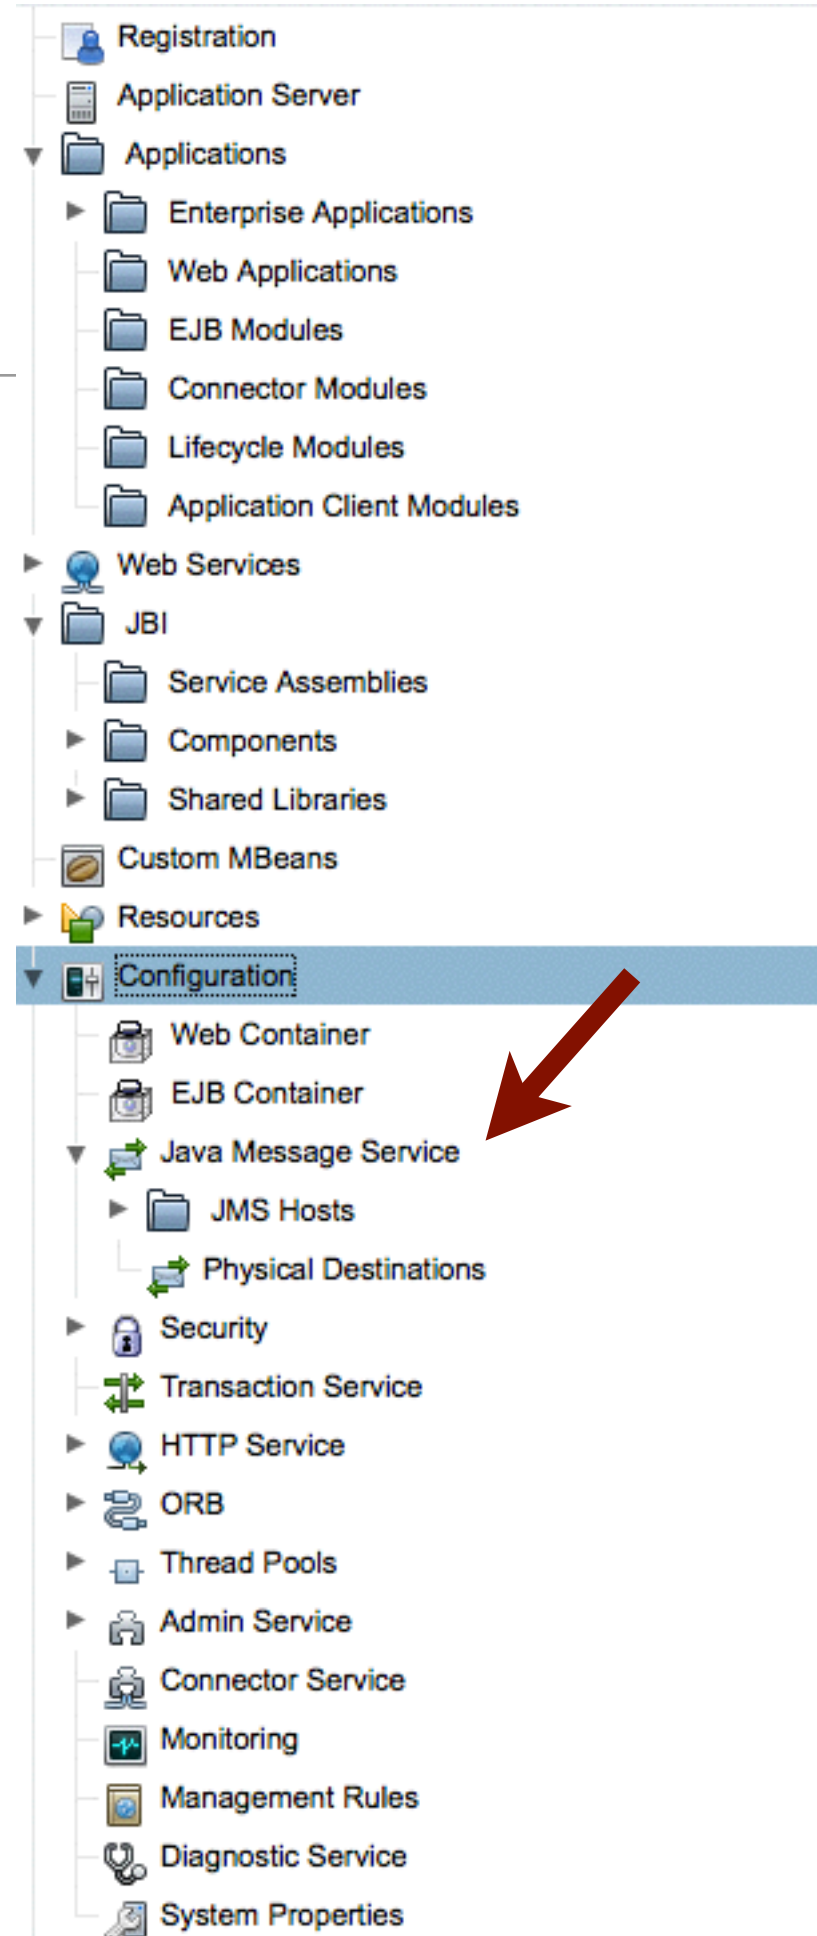 Registration
Application Server
Applications
Enterprise Applications
Web Applications
EJB Modules
Connector Modules
Lifecycle Modules
Application Client Modules
Web Services
JBI
Service Assemblies
Components
Shared Libraries
Custom MBeans
Resources
Configuration
Web Container
EJB Container
Java Message Service
JMS Hosts
Physical Destinations
Security
Transaction Service
HTTP Service
ORB
Thread Pools
Admin Service
Connector Service
Monitoring
Management Rules
Diagnostic Service
System Properties